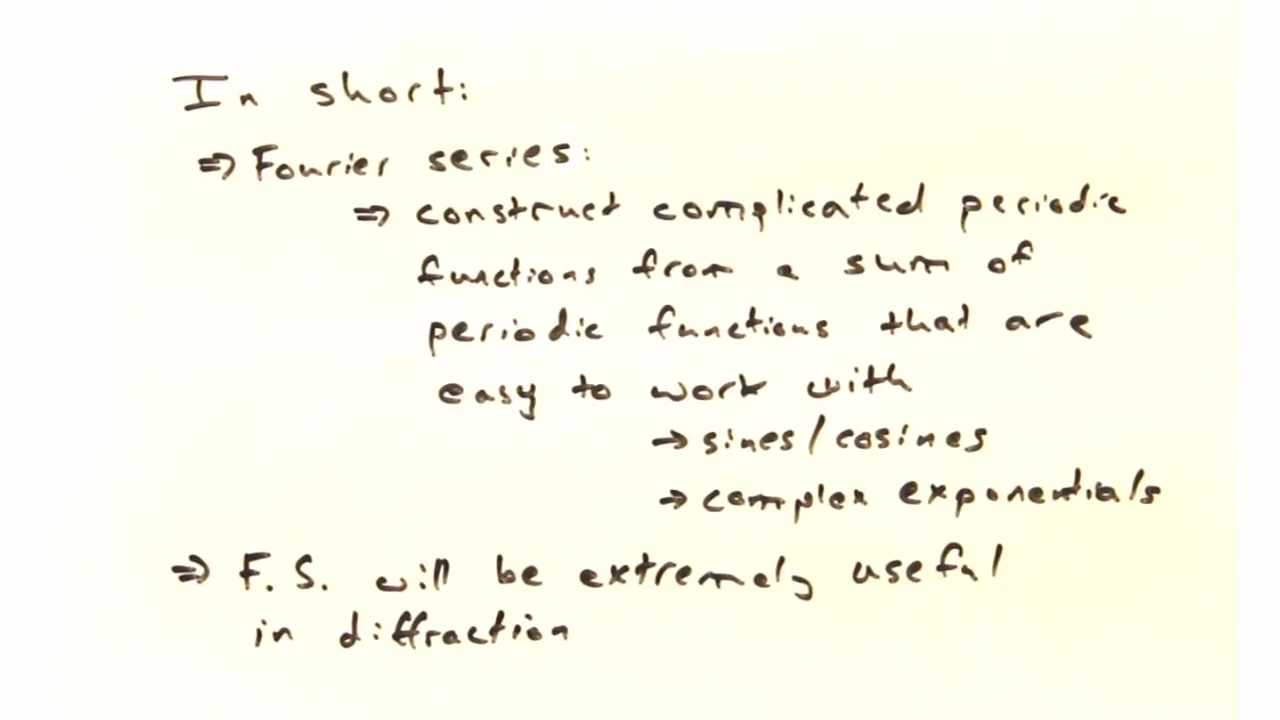 In short:
⇒ Fourier series:
⇒ construct complicated periodic
functions from a sum of
periodic functions that are
easy to work with
→ sines/cosines
→ complex exponentials
⇒ F.S. will be extremely useful
in diffraction